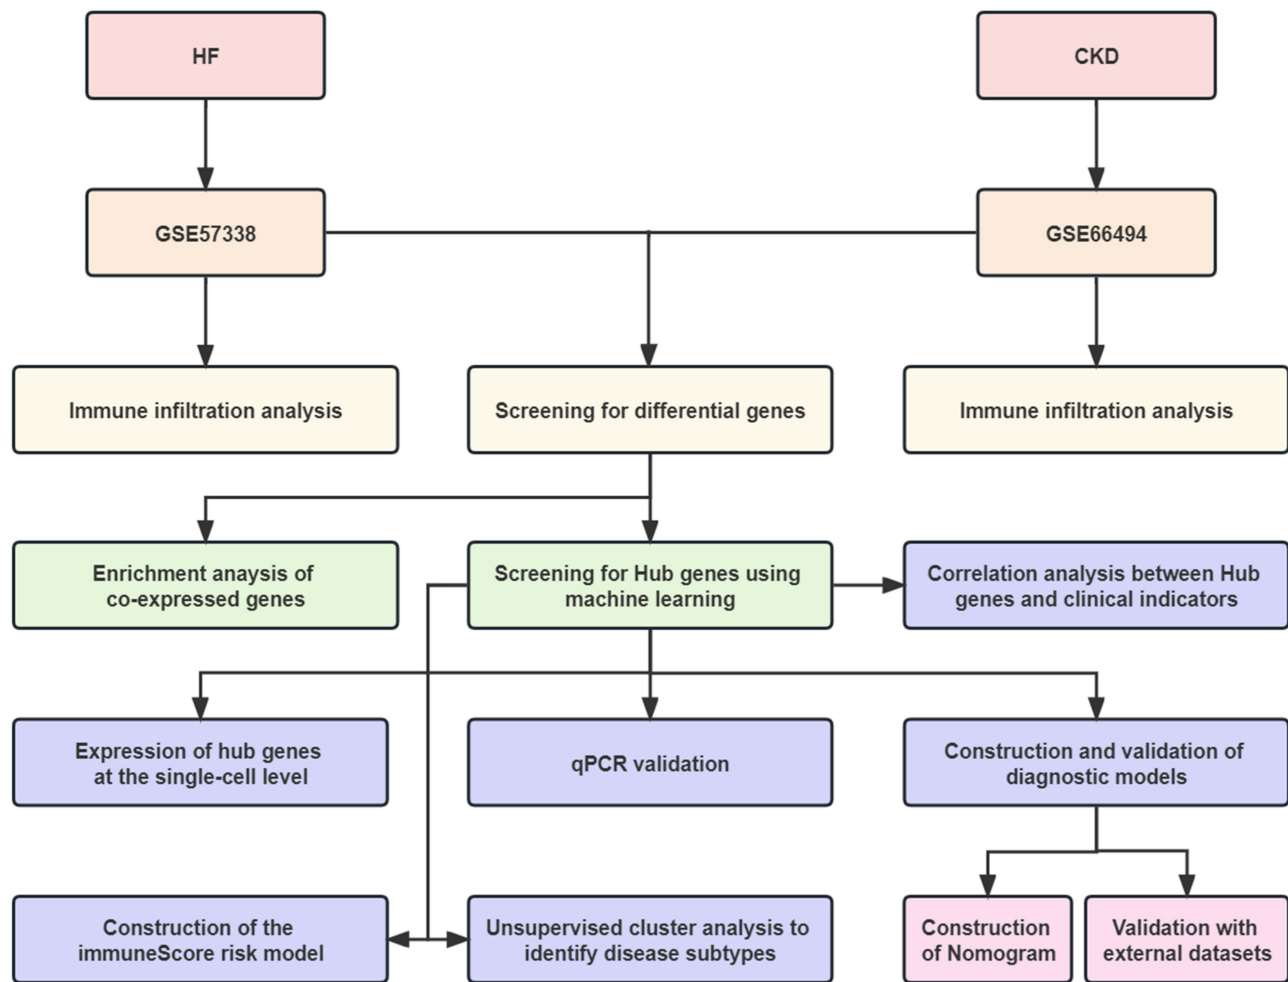 HF
CKD
GSE57338
GSE66494
Immune infiltration analysis
Screening for differential genes
Immune infiltration analysis
Enrichment anaysis of
co-expressed genes
Screening for Hub genes using
machine learning
Correlation analysis between Hub
genes and clinical indicators
Expression of hub genes
at the single-cell level
qPCR validation
Construction and validation of
diagnostic models
Construction of the
immuneScore risk model
Unsupervised cluster analysis to
identify disease subtypes
Construction
of Nomogram
Validation with
external datasets